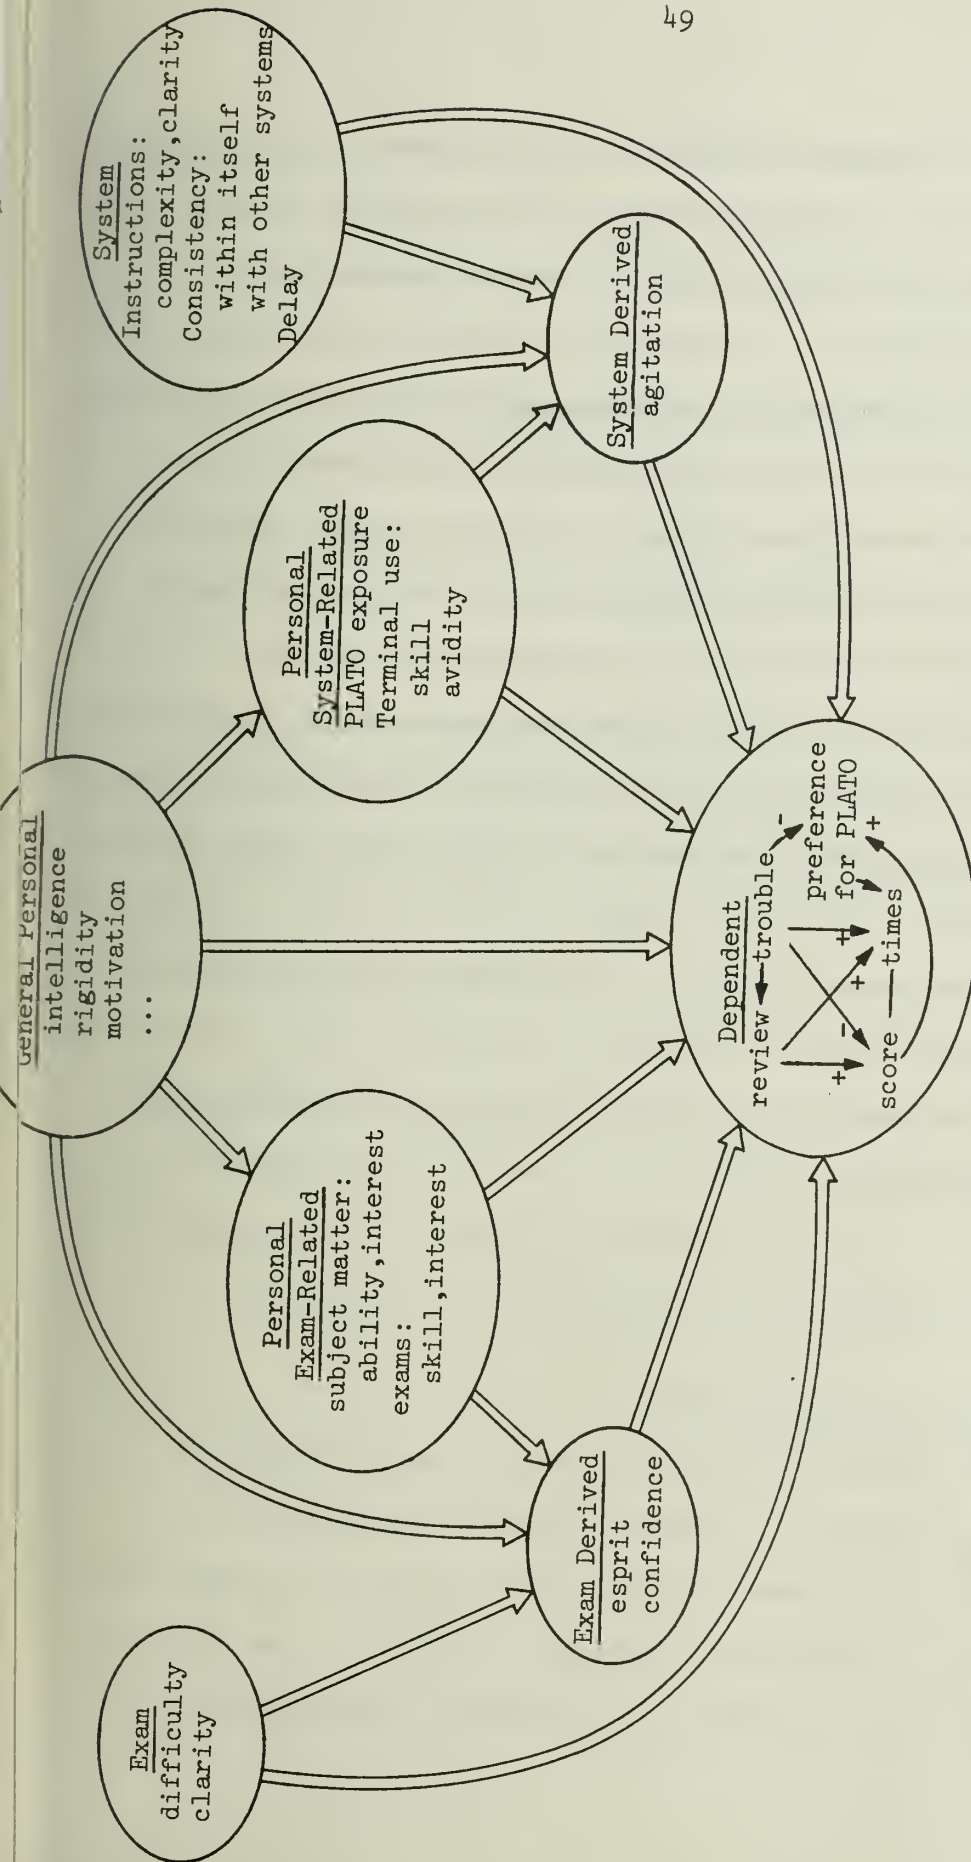 49
General Personal
intelligence
rigidity
motivation
...
Exam
difficulty
clarity
Personal
Exam-Related
subject matter:
ability,interest
exams:
skill,interest
Personal
System-Related
PLATO exposure
Terminal use:
skill
avidity
System
Instructions:
complexity,clarity
Consistency:
within itself
with other systems
Delay
Exam Derived
esprit
confidence
System Derived
agitation
Dependent
review
trouble
-
preference
for PLATO
+
+
-
+
+
score
times